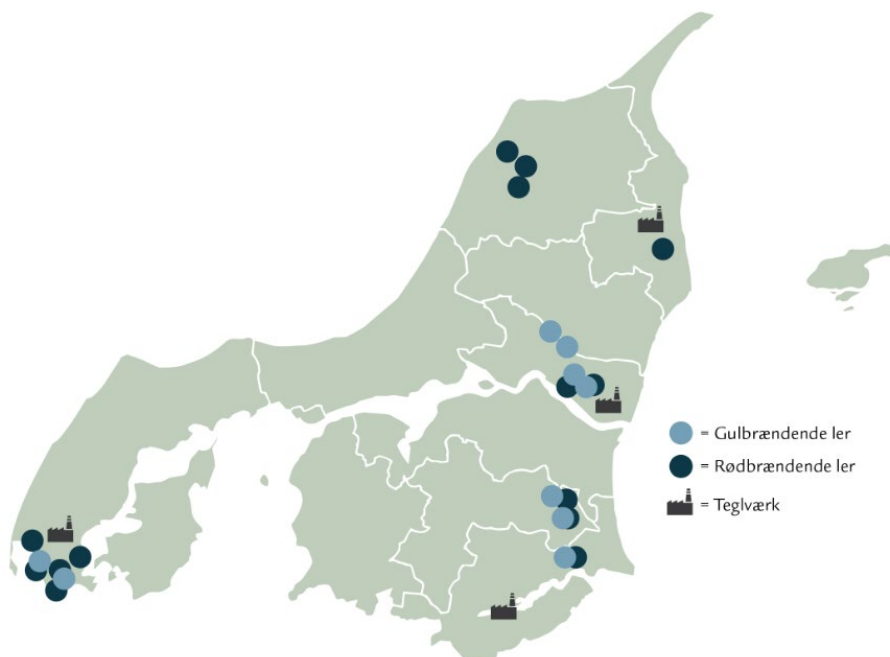 = Gulbrændende ler
= Rødbrændende ler
= Teglværk